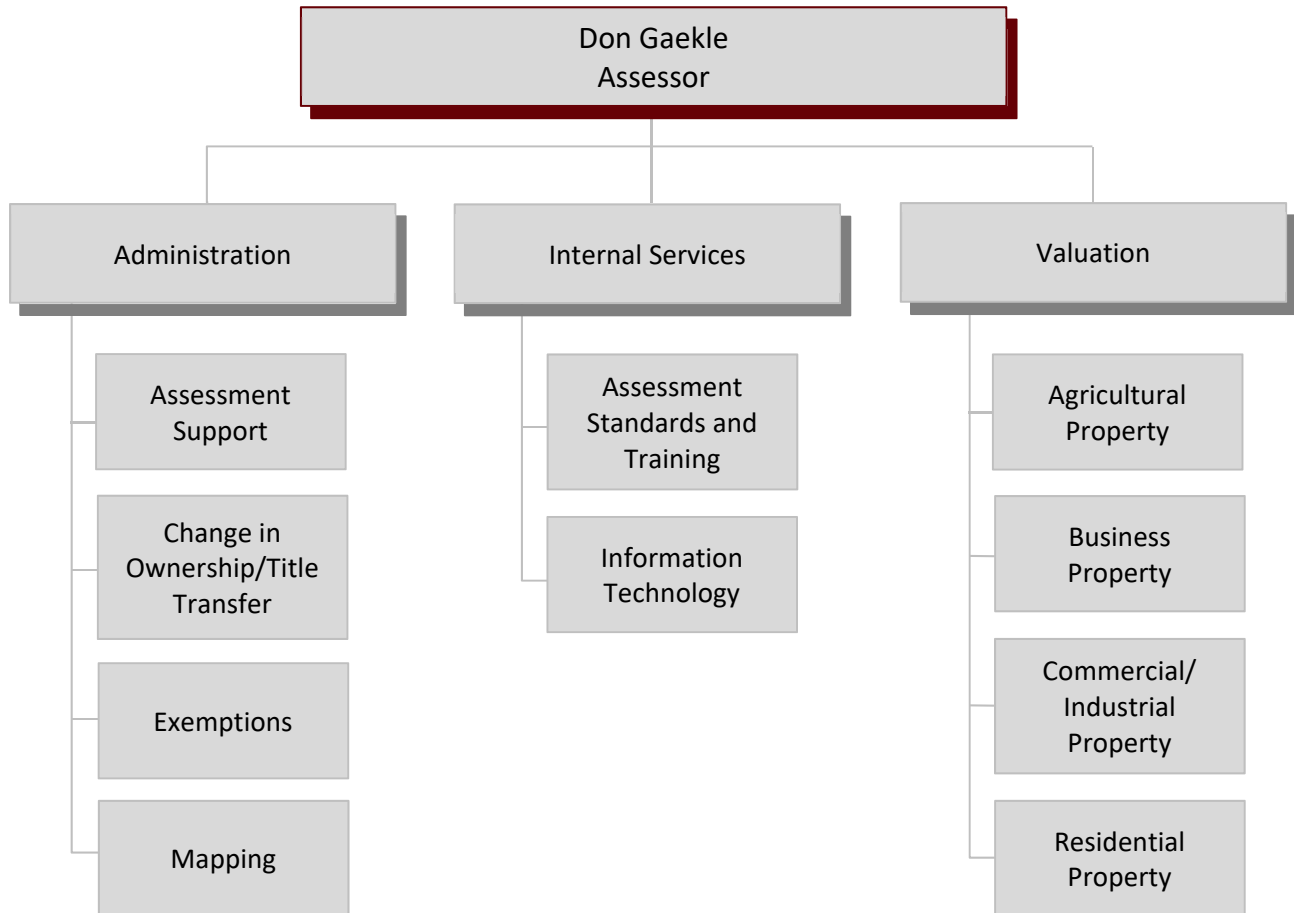 Don Gaekle
Assessor
Administration
Assessment
Support
Change in
Ownership/Title
Transfer
Exemptions
Mapping
Internal Services
Assessment
Standards and
Training
Information
Technology
Valuation
Agricultural
Property
Business
Property
Commercial/
Industrial
Property
Residential
Property